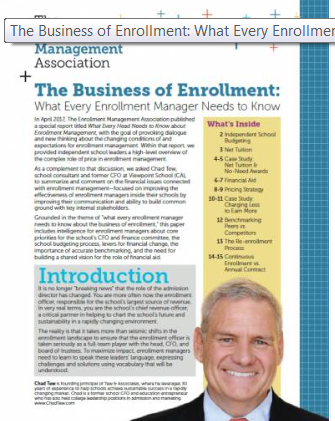 The Business of Enrollment: What Every Enrollmen
Management
Association
The Business of Enrollment:
What Every Enrollment Manager Needs to Know
In April 2017, The Enrollment Management Association published
a special report titled What Every Head Needs to Know about
Enrollment Management, with the goal of provoking dialogue
and new thinking about the changing conditions of and
expectations for enrollment management. Within that report, we
provided independent school leaders a high-level overview of
the complex role of price in enrollment management.
As a complement to that discussion, we asked Chad Tew,
school consultant and former CFO at Viewpoint School (CA),
to summarize and comment on the financial issues connected
with enrollment management—focused on improving the
effectiveness of enrollment managers inside their schools by
improving their communication and ability to build common
ground with key internal stakeholders.
Grounded in the theme of "what every enrollment manager
needs to know about the business of enrollment," this paper
includes intelligence for enrollment managers about core
priorities for the school's CFO and finance committee, the
school budgeting process, levers for financial change, the
importance of accurate benchmarking, and the need for
building a shared vision for the role of financial aid.
What's Inside
2 Independent School
Budgeting
3 Net Tuition
4-5 Case Study:
Net Tuition &
No-Need Awards
6-7 Financial Aid
8-9 Pricing Strategy
10-11 Case Study:
Charging Less
to Earn More
12 Benchmarking:
Peers vs.
Competitors
13 The Re-enrollment
Process
14-15 Continuous
Enrollment vs.
Annual Contract
Introduction
It is no longer "breaking news" that the role of the admission
director has changed. You are more often now the enrollment
officer, responsible for the school's largest source of revenue.
In very real terms, you are the school's chief revenue officer,
a critical partner in helping to chart the school's future and
sustainability in a rapidly changing environment.
The reality is that it takes more than seismic shifts in the
enrollment landscape to ensure that the enrollment officer is
taken seriously as a full-team player with the head, CFO, and
board of trustees. To maximize impact, enrollment managers
need to learn to speak these leaders' language, expressing
challenges and solutions using vocabulary that will be
understood.
Chad Tew is founding principal of Tew & Associates, where he leverages 30
years of experience to help schools achieve sustainable success in a rapidly
changing market. Chad is a former school CFO and education entrepreneur
who has also held college leadership positions in admission and marketing.
www.ChadTew.com